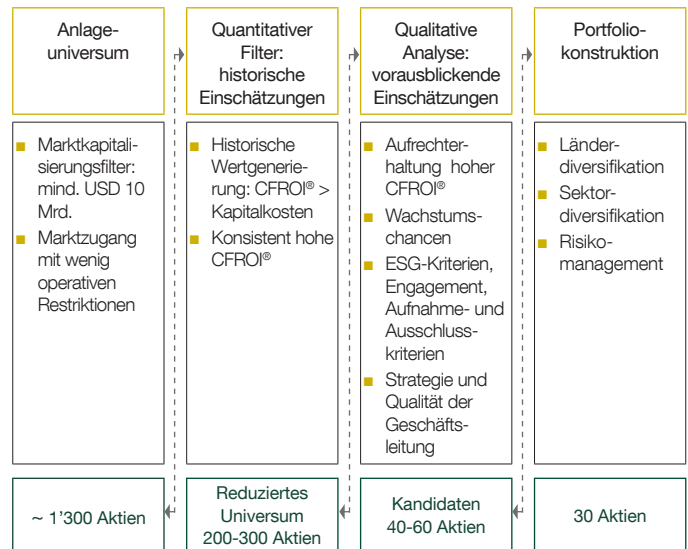 Anlage-
universum
Marktkapitali-
sierungsfilter:
mind. USD 10
Mrd.
Marktzugang
mit wenig
operativen
Restriktionen
~ 1’300 Aktien
Quantitativer
Filter:
historische
Einschätzungen
Historische
Wertgenerie-
rung: CFROI® >
Kapitalkosten
Konsistent hohe
CFROI®
Reduziertes
Universum
200-300 Aktien
Qualitative
Analyse:
vorausblickende
Einschätzungen
Aufrechter-
haltung hoher
CFROI®
Wachstums-
chancen
ESG-Kriterien,
Engagement,
Aufnahme- und
Ausschluss-
kriterien
Strategie und
Qualität der
Geschäfts-
leitung
Kandidaten
40-60 Aktien
Portfolio-
konstruktion
Länder-
diversifikation
Sektor-
diversifikation
Risiko-
management
30 Aktien